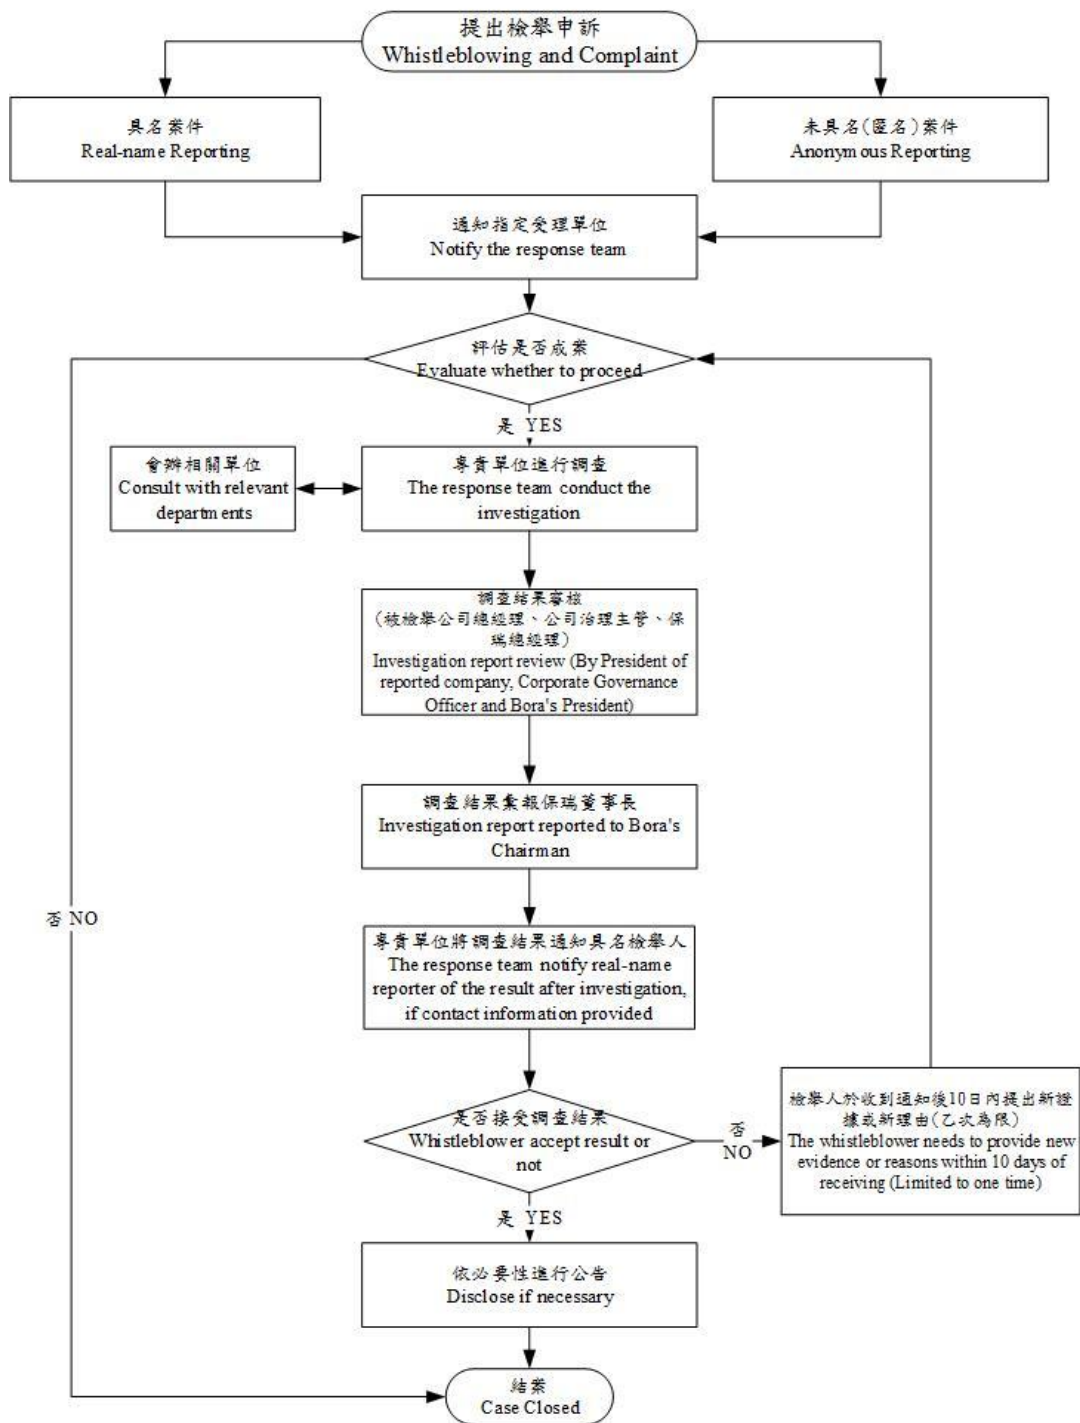 提出檢舉申訴
Whistleblowing and Complaint
具名案件
Real-name Reporting
未具名(匿名)案件
Anonymous Reporting
通知指定受理單位
Notify the response team
評估是否成案
Evaluate whether to proceed
是 YES
會辦相關單位
Consult with relevant
departments
專責單位進行調查
The response team conduct the
investigation
調查結果審核
(被檢舉公司總經理、公司治理主管、保
瑞總經理)
Investigation report review (By President of
reported company, Corporate Governance
Officer and Bora's President)
調查結果彙報保瑞董事長
Investigation report reported to Bora's
Chairman
否 NO
專責單位將調查結果通知具名檢舉人
The response team notify real-name
reporter of the result after investigation,
if contact information provided
是否接受調查結果
Whistleblower accept result or
not
否
NO
檢舉人於收到通知後10日內提出新證
據或新理由(乙次為限)
The whistleblower needs to provide new
evidence or reasons within 10 days of
receiving (Limited to one time)
是 YES
依必要性進行公告
Disclose if necessary
結案
Case Closed